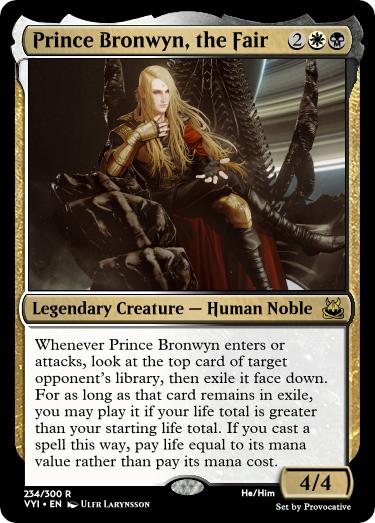 Prince Bronwyn, the Fair 2
Legendary Creature — Human Noble
Whenever Prince Bronwyn enters or
attacks, look at the top card of target
opponent's library, then exile it face down.
For as long as that card remains in exile,
you may play it if your life total is greater
than your starting life total. If you cast a
spell this way, pay life equal to its mana
value rather than pay its mana cost.
4/4
234/300 R
VYI • EN Ulfr Larynsson
He/Him
Set by Provocative